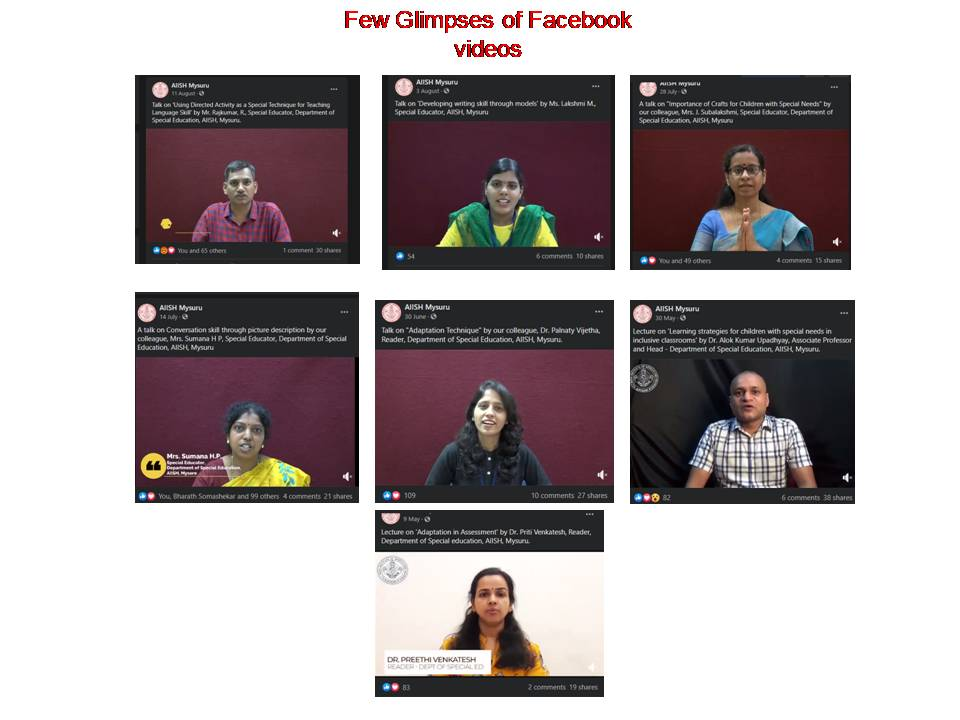 Few Glimpses of Facebook
videos
AIISH Mysuru
11 August
Talk on 'Using Directed Activity as a Special Technique for Teaching
Language Skill' by Mr. Rajkumar, R., Special Educator, Department of
Special Education, AIISH, Mysuru.
You and 65 others
1 comment 30 shares
AIISH Mysuru
3 August
Talk on 'Developing writing skill through models' by Ms. Lakshmi M.,
Special Educator, AIISH, Mysuru
54
6 comments 10 shares
AIISH Mysuru
28 July
A talk on "Importance of Crafts for Children with Special Needs" by
our colleague, Mrs. J. Subalakshmi, Special Educator, Department of
Special Education, AIISH, Mysuru
You and 49 others
4 comments 15 shares
AIISH Mysuru
14 July
A talk on Conversation skill through picture description by our
colleague, Mrs. Sumana H P, Special Educator, Department of Special
Education, AIISH, Mysuru
Mrs. Sumana H.P.
Special Educator
Department of Special Education,
AIISH, Mysore
You, Bharath Somashekar and 99 others
4 comments 21 shares
AIISH Mysuru
30 June
Talk on "Adaptation Technique" by our colleague, Dr. Palnaty Vijetha,
Reader, Department of Special Education, AIISH, Mysuru.
109
10 comments 27 shares
AIISH Mysuru
30 May
Lecture on 'Learning strategies for children with special needs in
inclusive classrooms' by Dr. Alok Kumar Upadhyay, Associate Professor
and Head - Department of Special Education, AIISH, Mysuru.
82
6 comments 38 shares
9 May
Lecture on 'Adaptation in Assessment' by Dr. Priti Venkatesh, Reader,
Department of Special education, AIISH, Mysuru.
DR. PREETHI VENKATESH
READER - DEPT OF SPECIAL ED
83
2 comments 19 shares